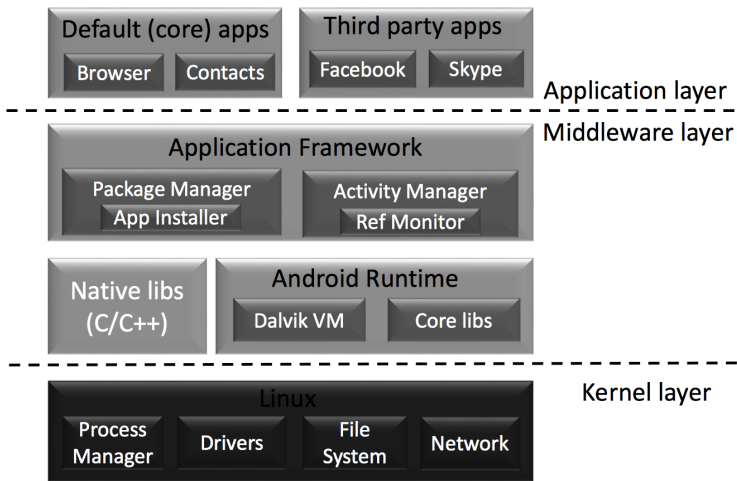 Default (core) apps
Browser
Contacts
Third party apps
Facebook
Skype
Application layer
Middleware layer
Application Framework
Package Manager
App Installer
Activity Manager
Ref Monitor
Native libs
(C/C++)
Android Runtime
Dalvik VM
Core libs
Kernel layer
Linux
Process
Manager
Drivers
File
System
Network